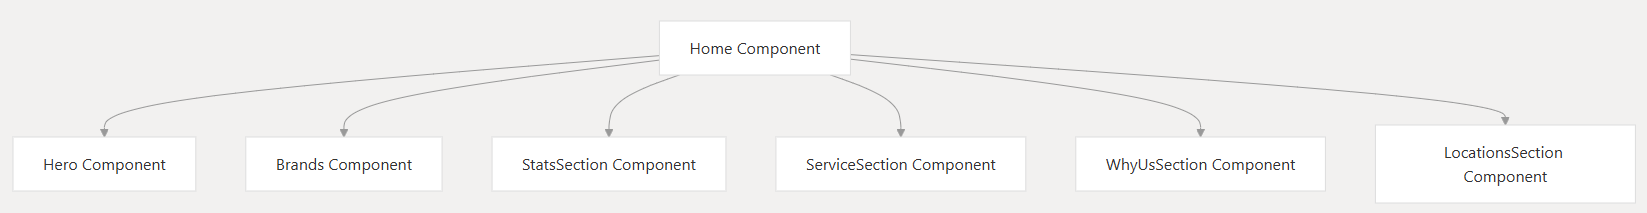 Home Component
Hero Component
Brands Component
StatsSection Component
ServiceSection Component
WhyUsSection Component
LocationsSection
Component